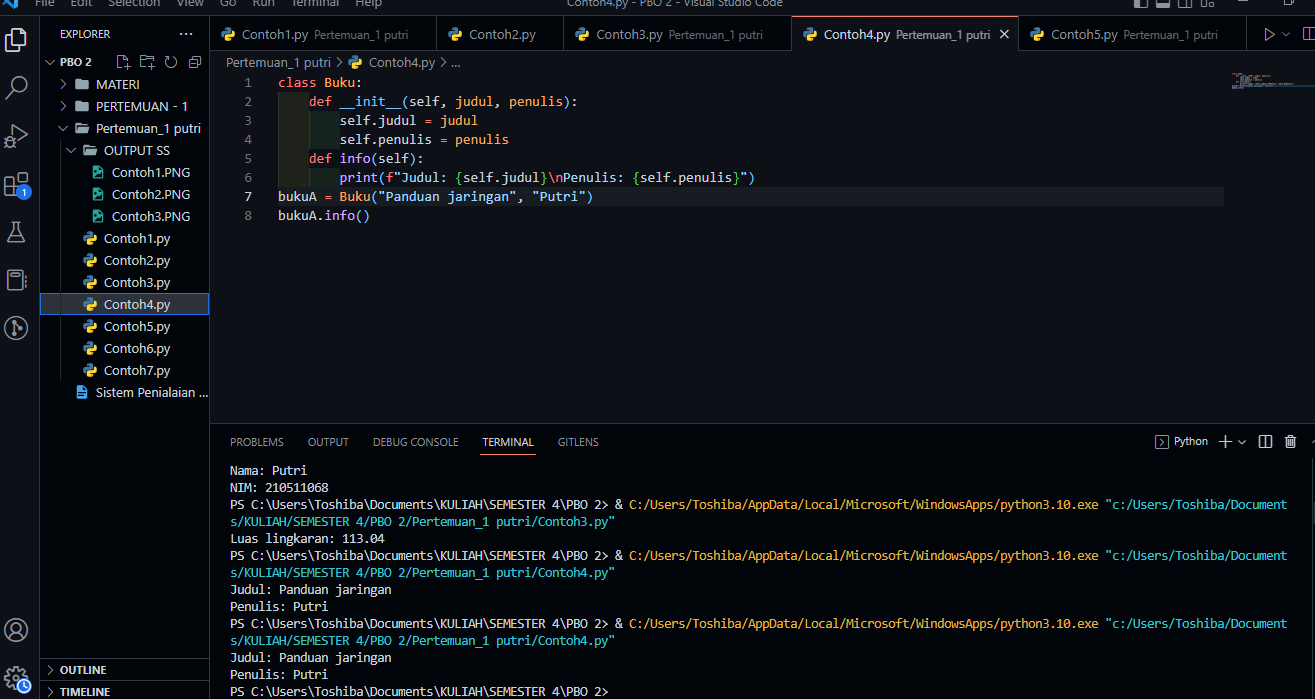 File Edit Selection View Go Run Terminal Help Contoh4.py - PBO 2 - Visual Studio Code
EXPLORER ...
PBO 2
MATERI
PERTEMUAN - 1
Pertemuan_1 putri
OUTPUT SS
Contoh1.PNG
Contoh2.PNG
Contoh3.PNG
Contoh1.py
Contoh2.py
Contoh3.py
Contoh4.py
Contoh5.py
Contoh6.py
Contoh7.py
Sistem Penialaian ...
OUTLINE
TIMELINE
1
Contoh1.py Pertemuan_1 putri Contoh2.py Contoh3.py Pertemuan_1 putri Contoh4.py Pertemuan_1 putri Contoh5.py Pertemuan_1 putri
Pertemuan_1 putri > Contoh4.py > ...
1 class Buku:
2 def __init__(self, judul, penulis):
3 self.judul = judul
4 self.penulis = penulis
5 def info(self):
6 print(f"Judul: {self.judul}\nPenulis: {self.penulis}")
7 bukuA = Buku("Panduan jaringan", "Putri")
8 bukuA.info()
PROBLEMS OUTPUT DEBUG CONSOLE TERMINAL GITLENS Python
Nama: Putri
NIM: 210511068
PS C:\Users\Toshiba\Documents\KULIAH\SEMESTER 4\PBO 2> & C:/Users/Toshiba/AppData/Local/Microsoft/WindowsApps/python3.10.exe "c:/Users/Toshiba/Document
s/KULIAH/SEMESTER 4/PBO 2/Pertemuan_1 putri/Contoh3.py"
Luas lingkaran: 113.04
PS C:\Users\Toshiba\Documents\KULIAH\SEMESTER 4\PBO 2> & C:/Users/Toshiba/AppData/Local/Microsoft/WindowsApps/python3.10.exe "c:/Users/Toshiba/Document
s/KULIAH/SEMESTER 4/PBO 2/Pertemuan_1 putri/Contoh4.py"
Judul: Panduan jaringan
Penulis: Putri
PS C:\Users\Toshiba\Documents\KULIAH\SEMESTER 4\PBO 2> & C:/Users/Toshiba/AppData/Local/Microsoft/WindowsApps/python3.10.exe "c:/Users/Toshiba/Document
s/KULIAH/SEMESTER 4/PBO 2/Pertemuan_1 putri/Contoh4.py"
Judul: Panduan jaringan
Penulis: Putri
PS C:\Users\Toshiba\Documents\KULIAH\SEMESTER 4\PBO 2>